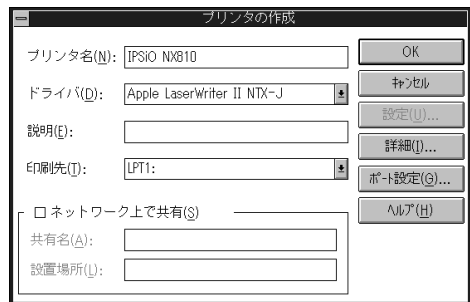 プリンタの作成
プリンタ名(N): IPSiO NX810
ドライバ(D): Apple LaserWriter II NTX-J
説明(E):
印刷先(T): LPT1:
ネットワーク上で共有(S)
共有名(A):
設置場所(L):
OK
キャンセル
設定(U)...
詳細(I)...
ポート設定(G)...
ヘルプ(H)